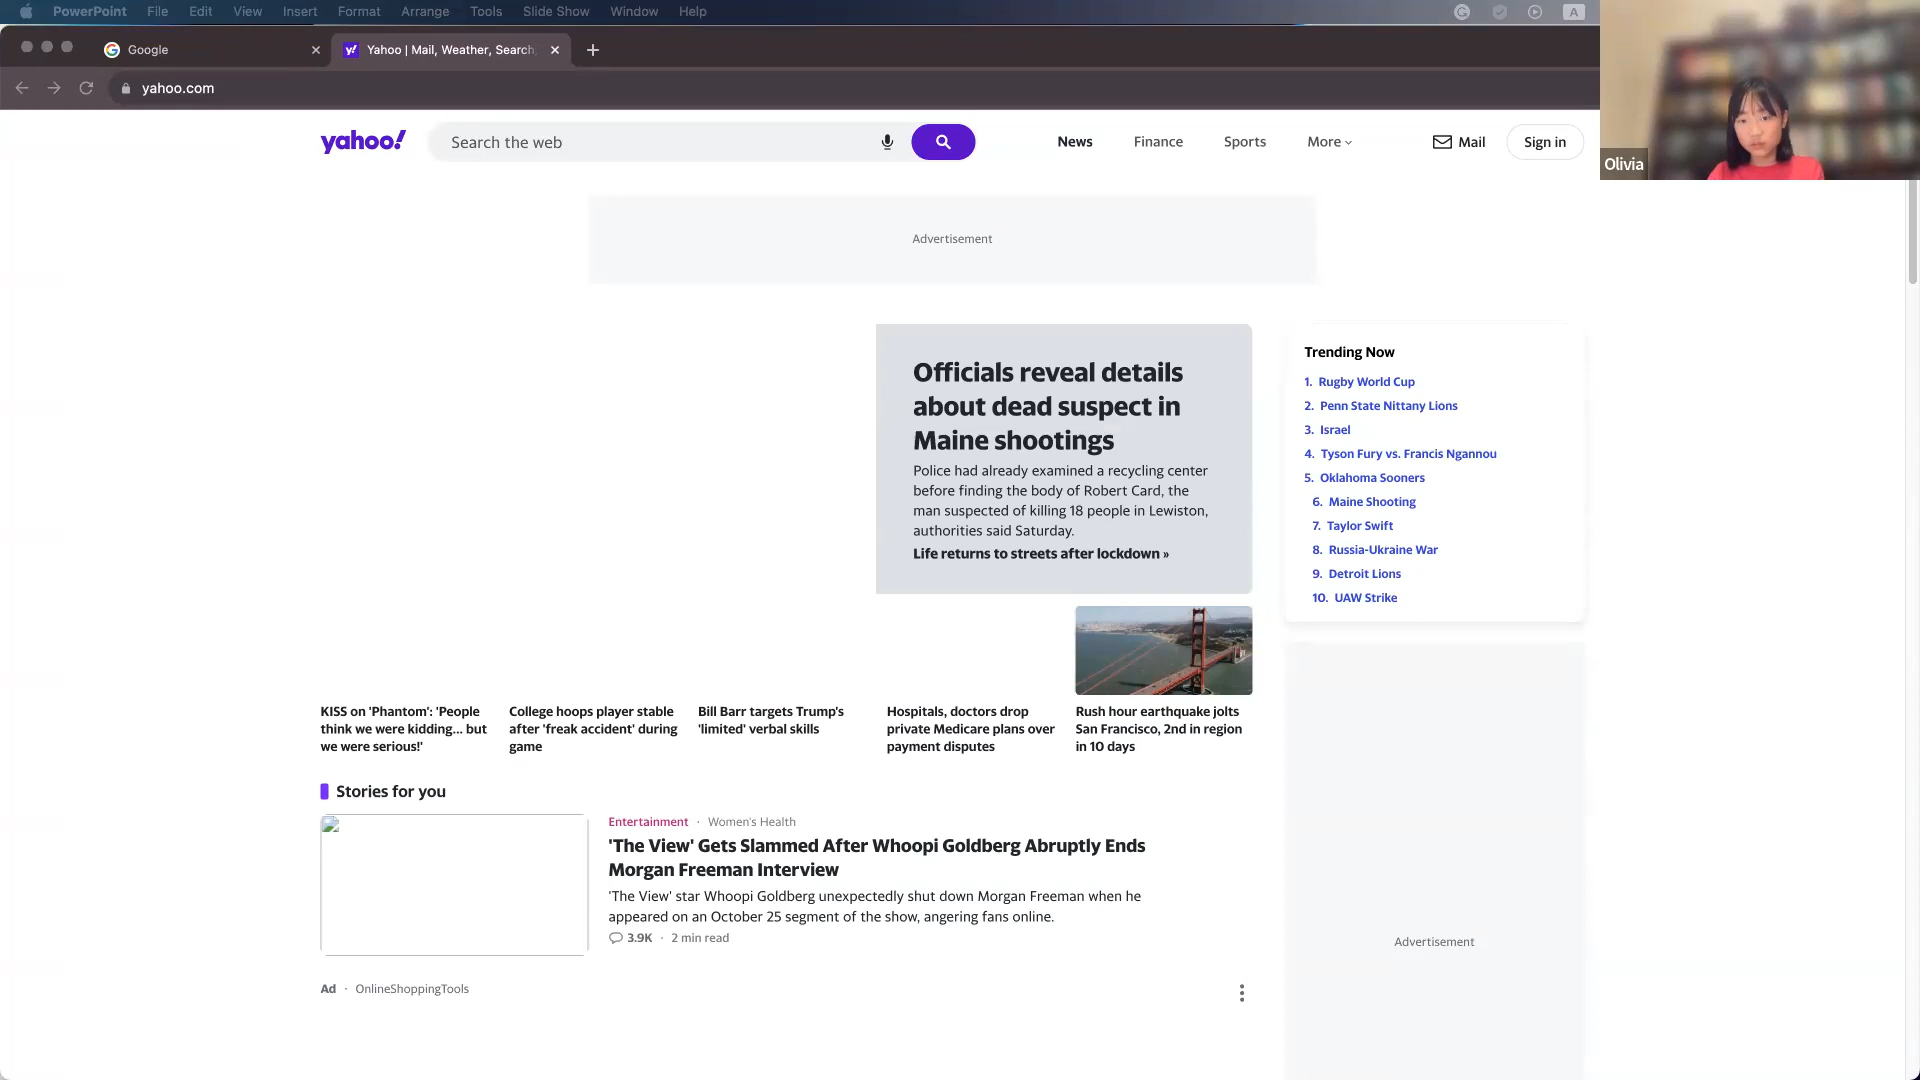 PowerPoint File Edit View Insert Format Arrange Tools Slide Show Window Help A
Google
Yahoo | Mail, Weather, Search,
yahoo.com
Olivia
yahoo!
Search the web
News Finance Sports More
Mail
Sign in
Advertisement
Officials reveal details
about dead suspect in
Maine shootings
Police had already examined a recycling center
before finding the body of Robert Card, the
man suspected of killing 18 people in Lewiston,
authorities said Saturday.
Life returns to streets after lockdown »
Trending Now
1. Rugby World Cup
2. Penn State Nittany Lions
3. Israel
4. Tyson Fury vs. Francis Ngannou
5. Oklahoma Sooners
6. Maine Shooting
7. Taylor Swift
8. Russia-Ukraine War
9. Detroit Lions
10. UAW Strike
KISS on 'Phantom': 'People
think we were kidding... but
we were serious!'
College hoops player stable
after 'freak accident' during
game
Bill Barr targets Trump's
'limited' verbal skills
Hospitals, doctors drop
private Medicare plans over
payment disputes
Rush hour earthquake jolts
San Francisco, 2nd in region
in 10 days
Stories for you
Entertainment · Women's Health
'The View' Gets Slammed After Whoopi Goldberg Abruptly Ends
Morgan Freeman Interview
'The View' star Whoopi Goldberg unexpectedly shut down Morgan Freeman when he
appeared on an October 25 segment of the show, angering fans online.
3.9K · 2 min read
Advertisement
Ad · OnlineShoppingTools